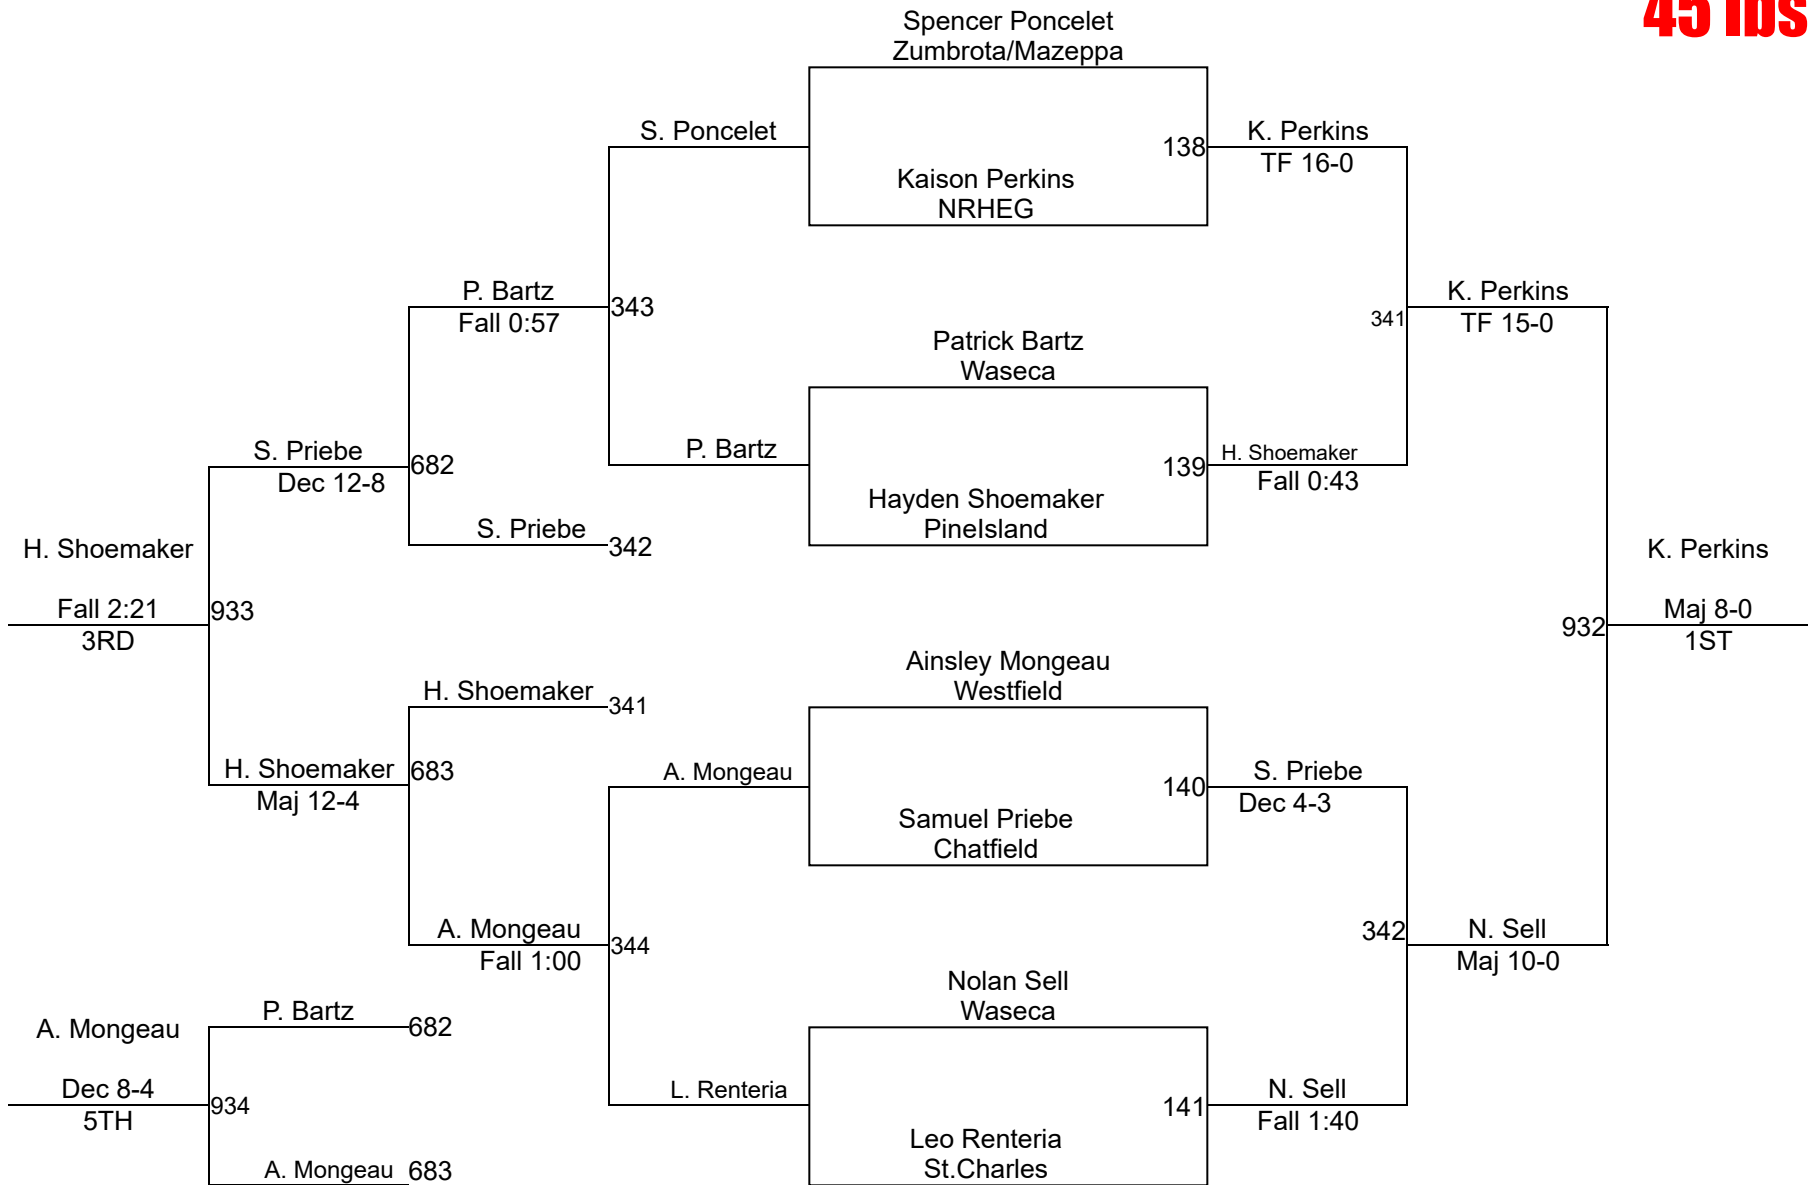 45 lbs
Spencer Poncelet
Zumbrota/Mazeppa
S. Poncelet
138
K. Perkins
TF 16-0
Kaison Perkins
NRHEG
P. Bartz
Fall 0:57
343
341
K. Perkins
TF 15-0
Patrick Bartz
Waseca
S. Priebe
Dec 12-8
682
P. Bartz
139
H. Shoemaker
Fall 0:43
Hayden Shoemaker
PineIsland
S. Priebe
342
H. Shoemaker
Fall 2:21
3RD
933
K. Perkins
932
Maj 8-0
1ST
Ainsley Mongeau
Westfield
H. Shoemaker
341
H. Shoemaker
Maj 12-4
683
A. Mongeau
140
S. Priebe
Dec 4-3
Samuel Priebe
Chatfield
A. Mongeau
Fall 1:00
344
342
N. Sell
Maj 10-0
Nolan Sell
Waseca
P. Bartz
682
A. Mongeau
Dec 8-4
5TH
934
L. Renteria
141
N. Sell
Fall 1:40
Leo Renteria
St.Charles
A. Mongeau
683